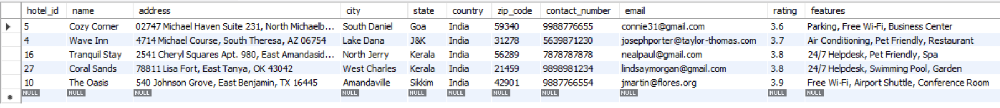 hotel_id name address city state country zip_code contact_number email rating features
5 Cozy Corner 02747 Michael Haven Suite 231, North Michaelb... South Daniel Goa India 59340 9988776655 connie31@gmail.com 3.6 Parking, Free Wi-Fi, Business Center
4 Wave Inn 4714 Michael Course, South Theresa, AZ 06754 Lake Dana J&K India 31278 5639871230 josephporter@taylor-thomas.com 3.7 Air Conditioning, Pet Friendly, Restaurant
16 Tranquil Stay 2541 Cheryl Squares Apt. 980, East Amandasid... North Jerry Kerala India 56289 7878787878 nealpaul@gmail.com 3.8 24/7 Helpdesk, Pet Friendly, Spa
27 Coral Sands 78811 Lisa Fort, East Tanya, OK 43042 West Charles Kerala India 21459 9898981234 lindsaymorgan@gmail.com 3.8 24/7 Helpdesk, Swimming Pool, Garden
10 The Oasis 540 Johnson Grove, East Benjamin, TX 16445 Amandaville Sikkim India 42901 9887766554 jmartin@flores.org 3.9 Free Wi-Fi, Airport Shuttle, Conference Room
NULL NULL NULL NULL NULL NULL NULL NULL NULL NULL NULL